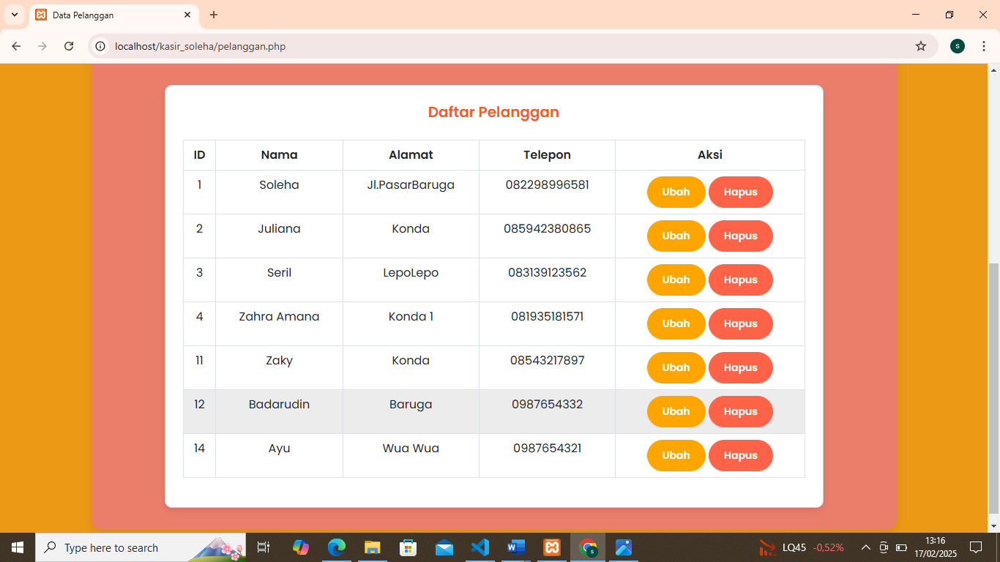 Data Pelanggan
localhost/kasir_soleha/pelanggan.php
s
Daftar Pelanggan
ID Nama Alamat Telepon Aksi
1 Soleha Jl.PasarBaruga 082298996581 Ubah Hapus
2 Juliana Konda 085942380865 Ubah Hapus
3 Seril LepoLepo 083139123562 Ubah Hapus
4 Zahra Amana Konda 1 081935181571 Ubah Hapus
11 Zaky Konda 08543217897 Ubah Hapus
12 Badarudin Baruga 0987654332 Ubah Hapus
14 Ayu Wua Wua 0987654321 Ubah Hapus
Type here to search
LQ45 -0,52%
13:16
17/02/2025